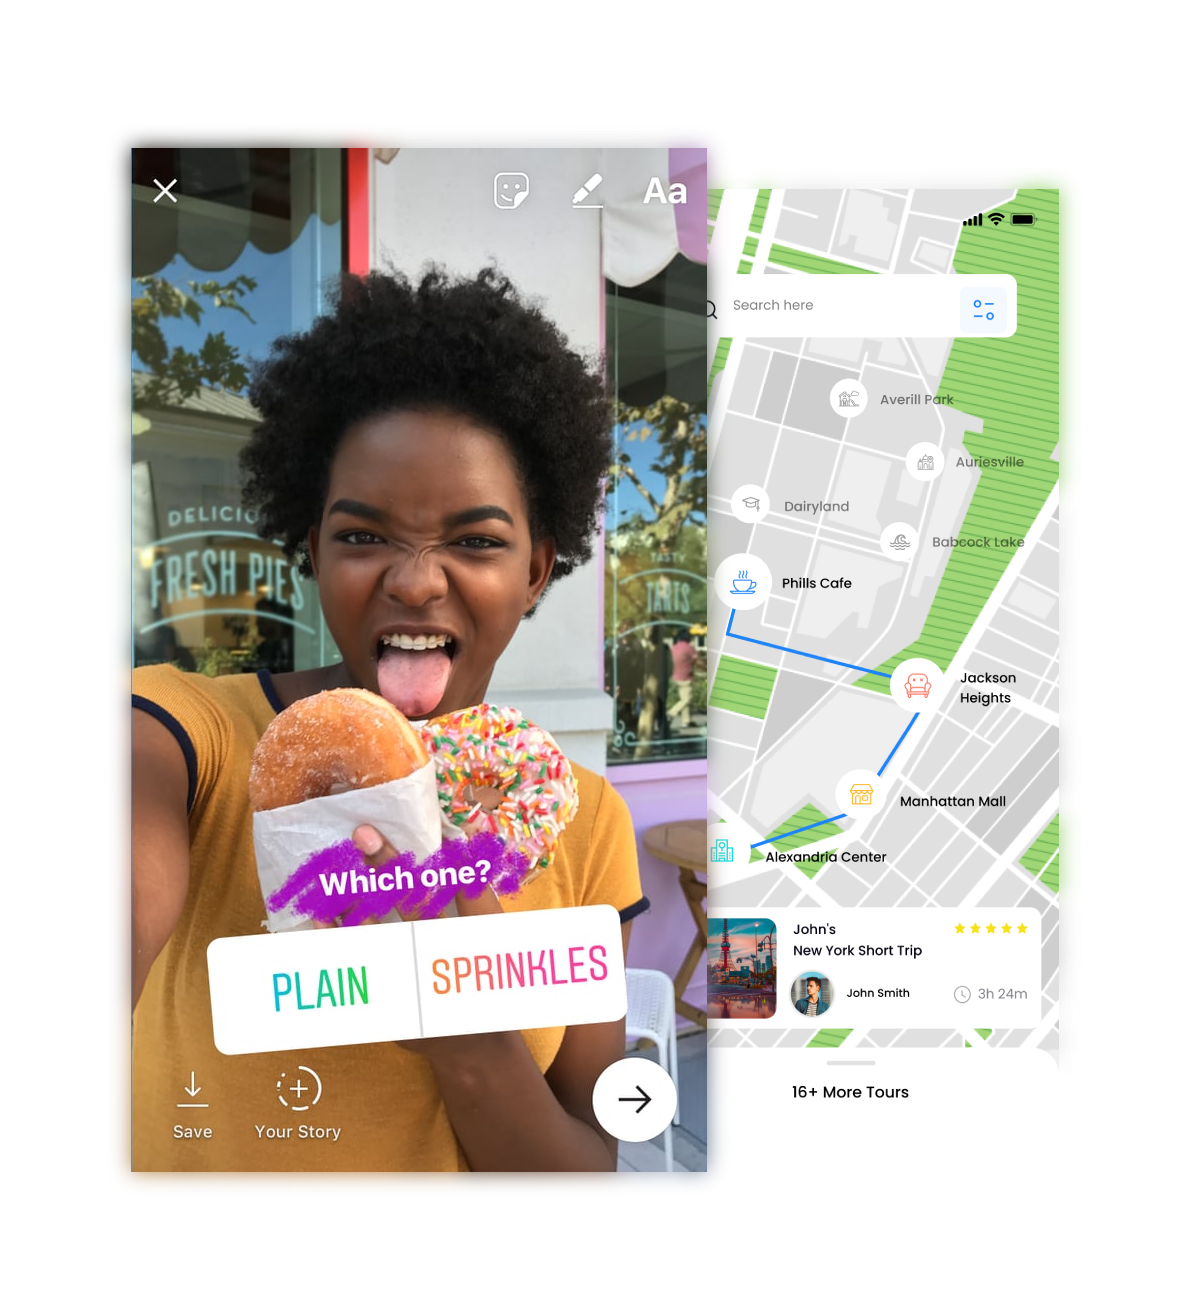 Aa
DELICIO
FRESH PIES
TASTY
TARTS
Which one?
PLAIN
SPRINKLES
Save
Your Story
Search here
Averill Park
Auriesville
Dairyland
Babcock Lake
Phills Cafe
Jackson
Heights
Manhattan Mall
Alexandria Center
John's
New York Short Trip
John Smith
3h 24m
16+ More Tours